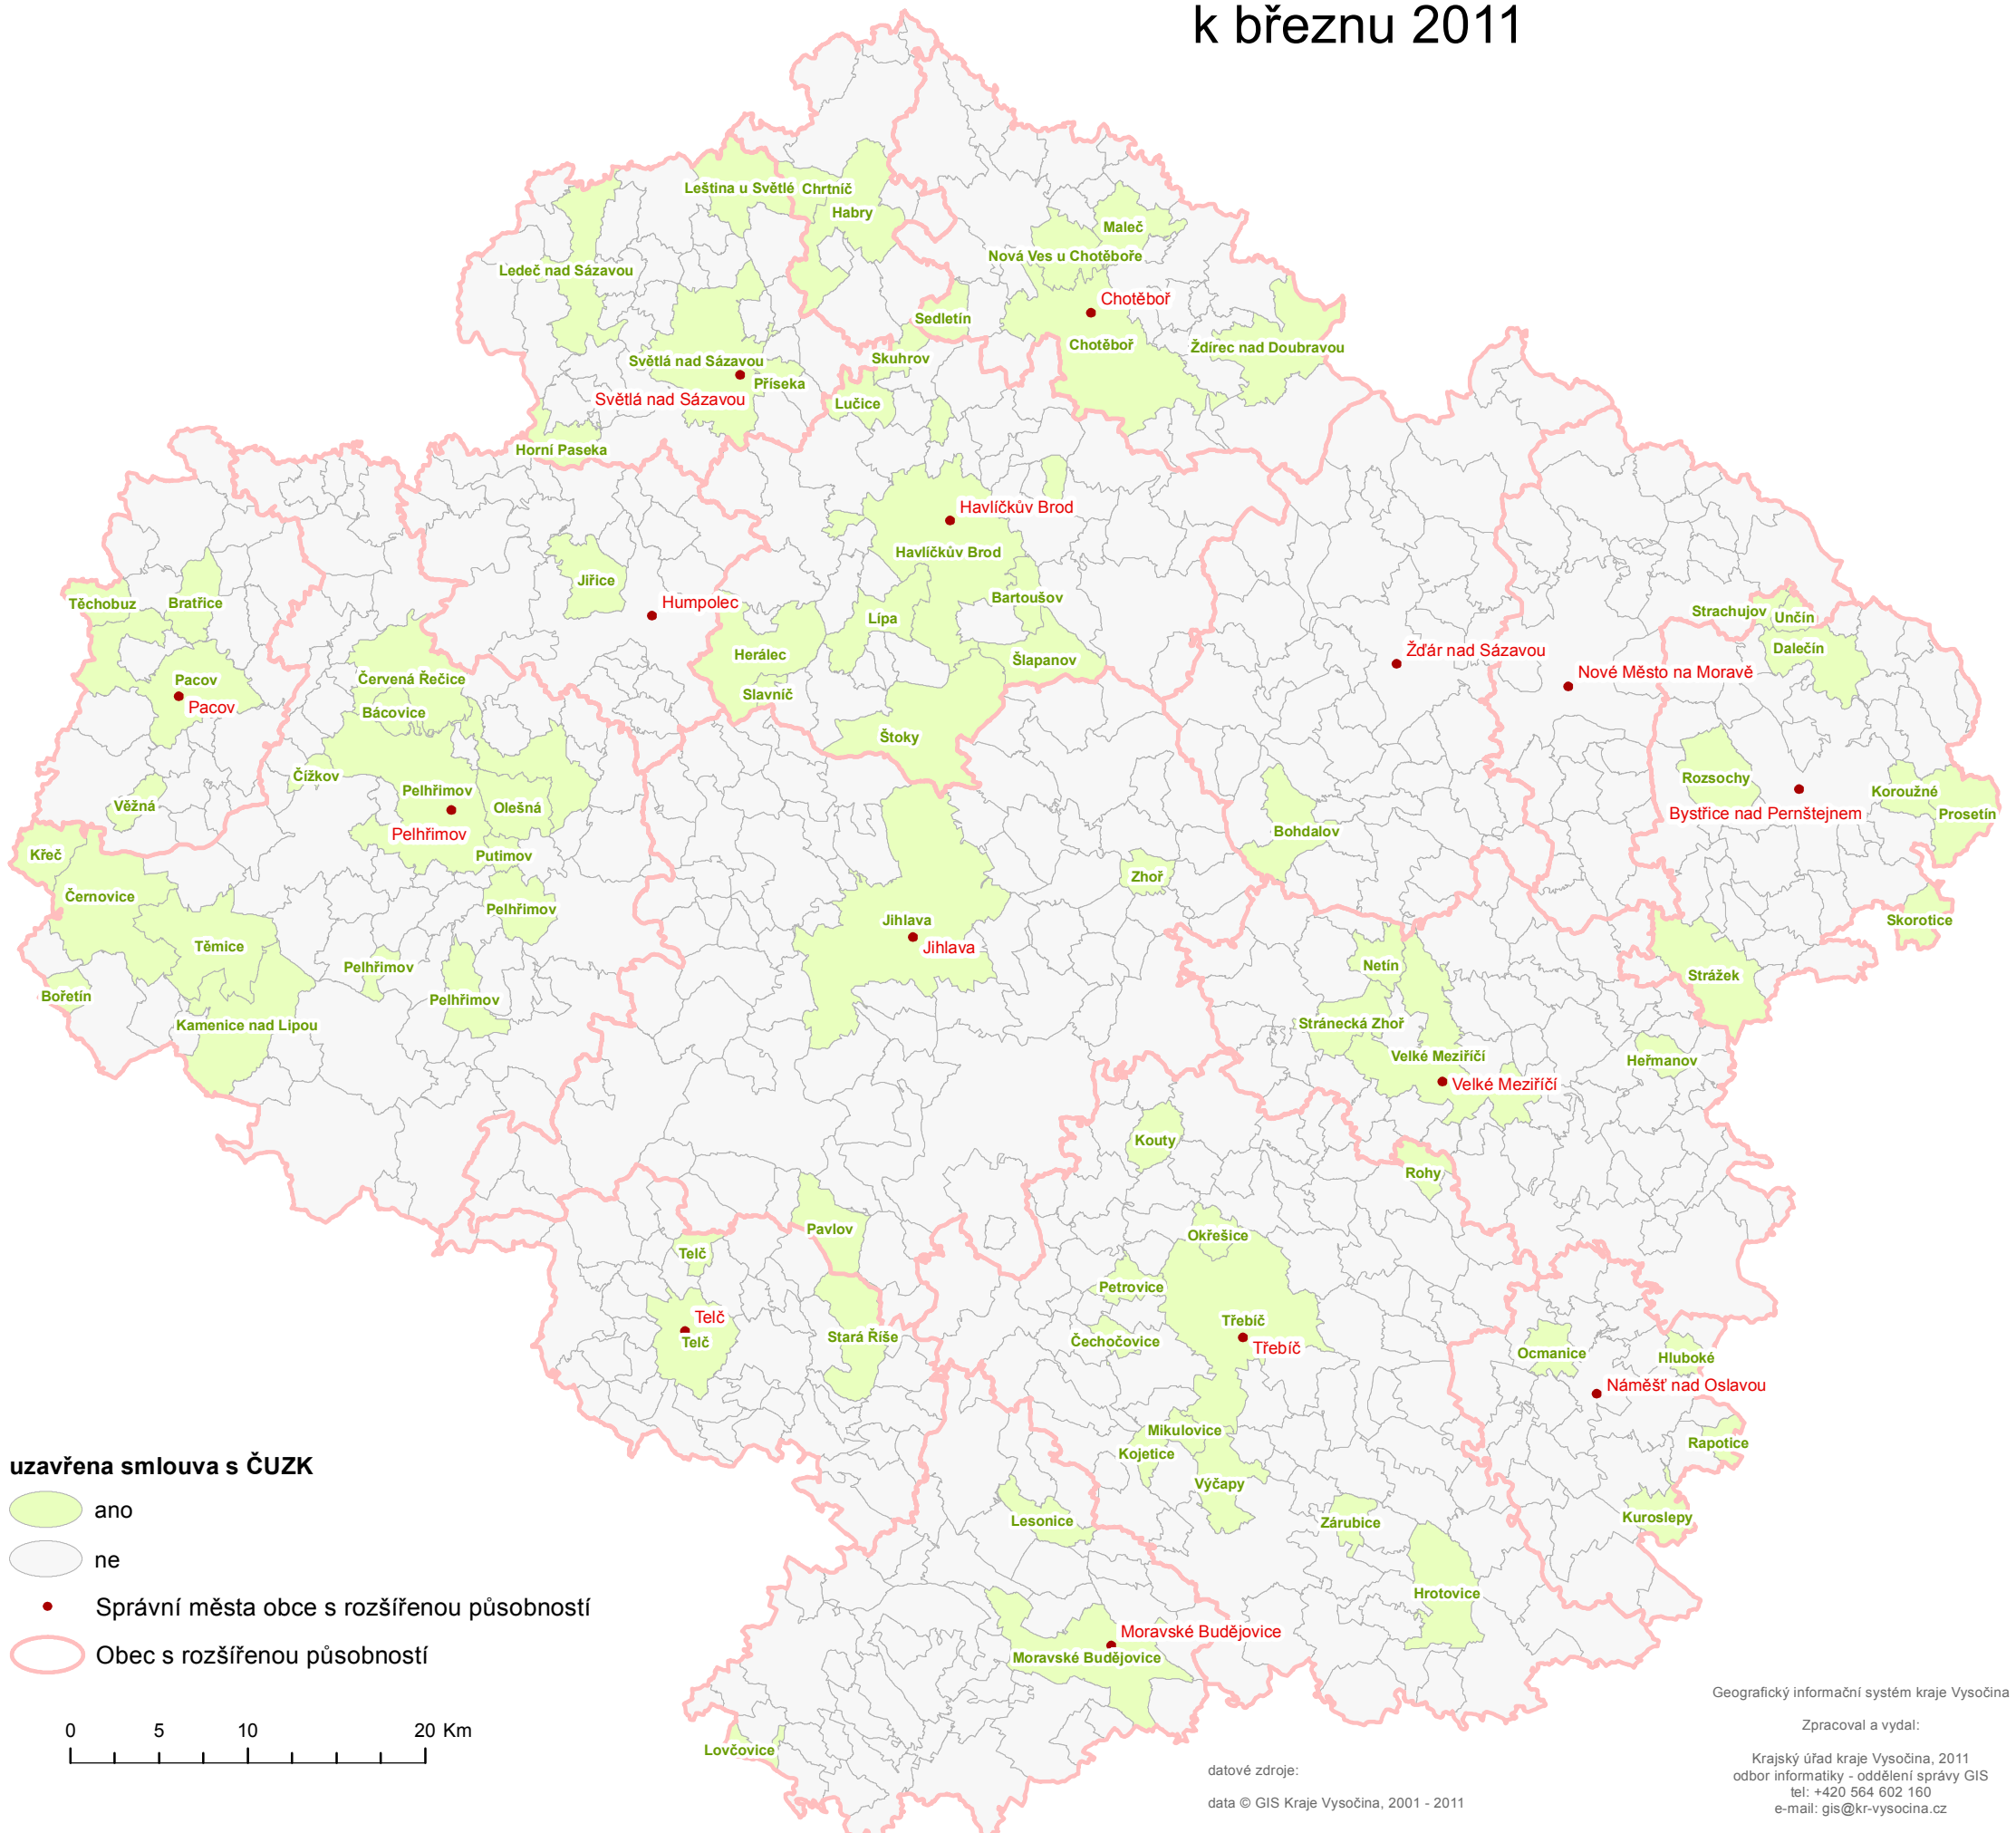 k březnu 2011
Leština u Světlé
Chrtníč
Habry
Maleč
Nová Ves u Chotěboře
Ledeč nad Sázavou
Chotěboř
Sedletín
Chotěboř
Ždírec nad Doubravou
Skuhrov
Světlá nad Sázavou
Příseka
Světlá nad Sázavou
Lučice
Horní Paseka
Havlíčkův Brod
Havlíčkův Brod
Jiřice
Bartoušov
Těchobuz
Bratřice
Humpolec
Lípa
Strachujov
Unčín
Dalečín
Herálec
Šlapanov
Žďár nad Sázavou
Nové Město na Moravě
Červená Řečice
Pacov
Pacov
Slavníč
Bácovice
Štoky
Čížkov
Rozsochy
Pelhřimov
Koroužné
Věžná
Olešná
Bystřice nad Pernštejnem
Prosetín
Pelhřimov
Bohdalov
Křeč
Putimov
Zhoř
Černovice
Pelhřimov
Jihlava
Skorotice
Těmice
Jihlava
Pelhřimov
Netín
Strážek
Bořetín
Pelhřimov
Kamenice nad Lipou
Stránecká Zhoř
Velké Meziříčí
Heřmanov
Velké Meziříčí
Kouty
Rohy
Pavlov
Okřešice
Telč
Petrovice
Telč
Třebíč
Telč
Stará Říše
Čechočovice
Třebíč
Ocmanice
Hluboké
Náměšť nad Oslavou
Mikulovice
Rapotice
Kojetice
Výčapy
Lesonice
Zárubice
Kuroslepy
Hrotovice
Moravské Budějovice
Moravské Budějovice
Lovčovice
uzavřena smlouva s ČUZK
ano
ne
Správní města obce s rozšířenou působností
Obec s rozšířenou působností
0 5 10 20 Km
datové zdroje:
data © GIS Kraje Vysočina, 2001 - 2011
Geografický informační systém kraje Vysočina
Zpracoval a vydal:
Krajský úřad kraje Vysočina, 2011
odbor informatiky - oddělení správy GIS
tel: +420 564 602 160
e-mail: gis@kr-vysocina.cz